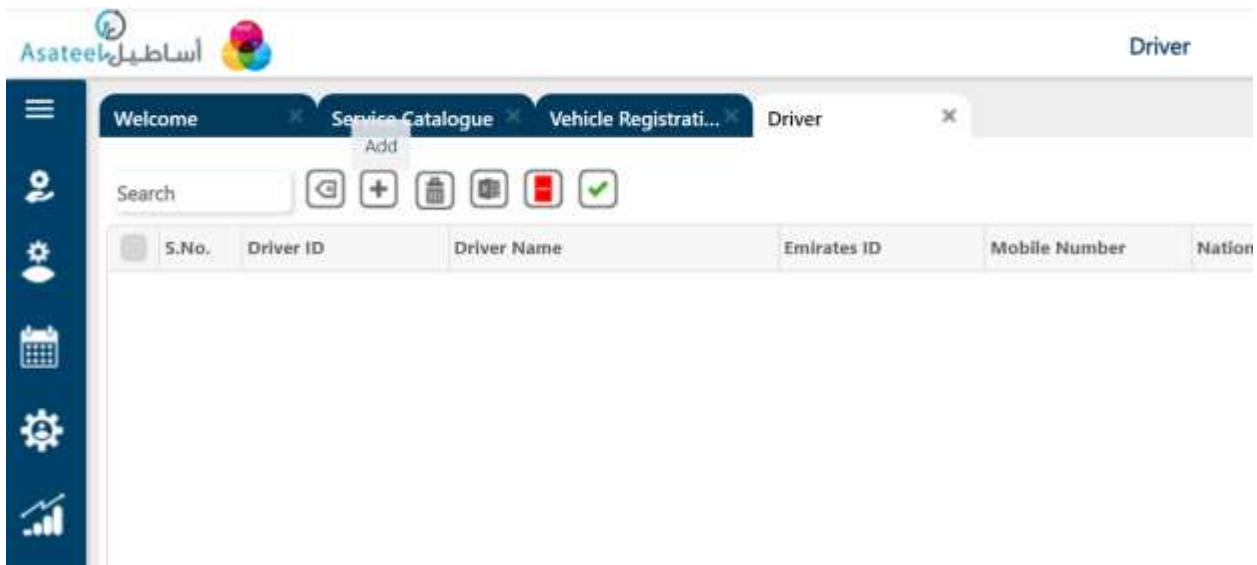 Asateel أساطيل
Driver
Welcome
Service Catalogue
Vehicle Registrati...
Driver
Add
Search
S.No.
Driver ID
Driver Name
Emirates ID
Mobile Number
Nation